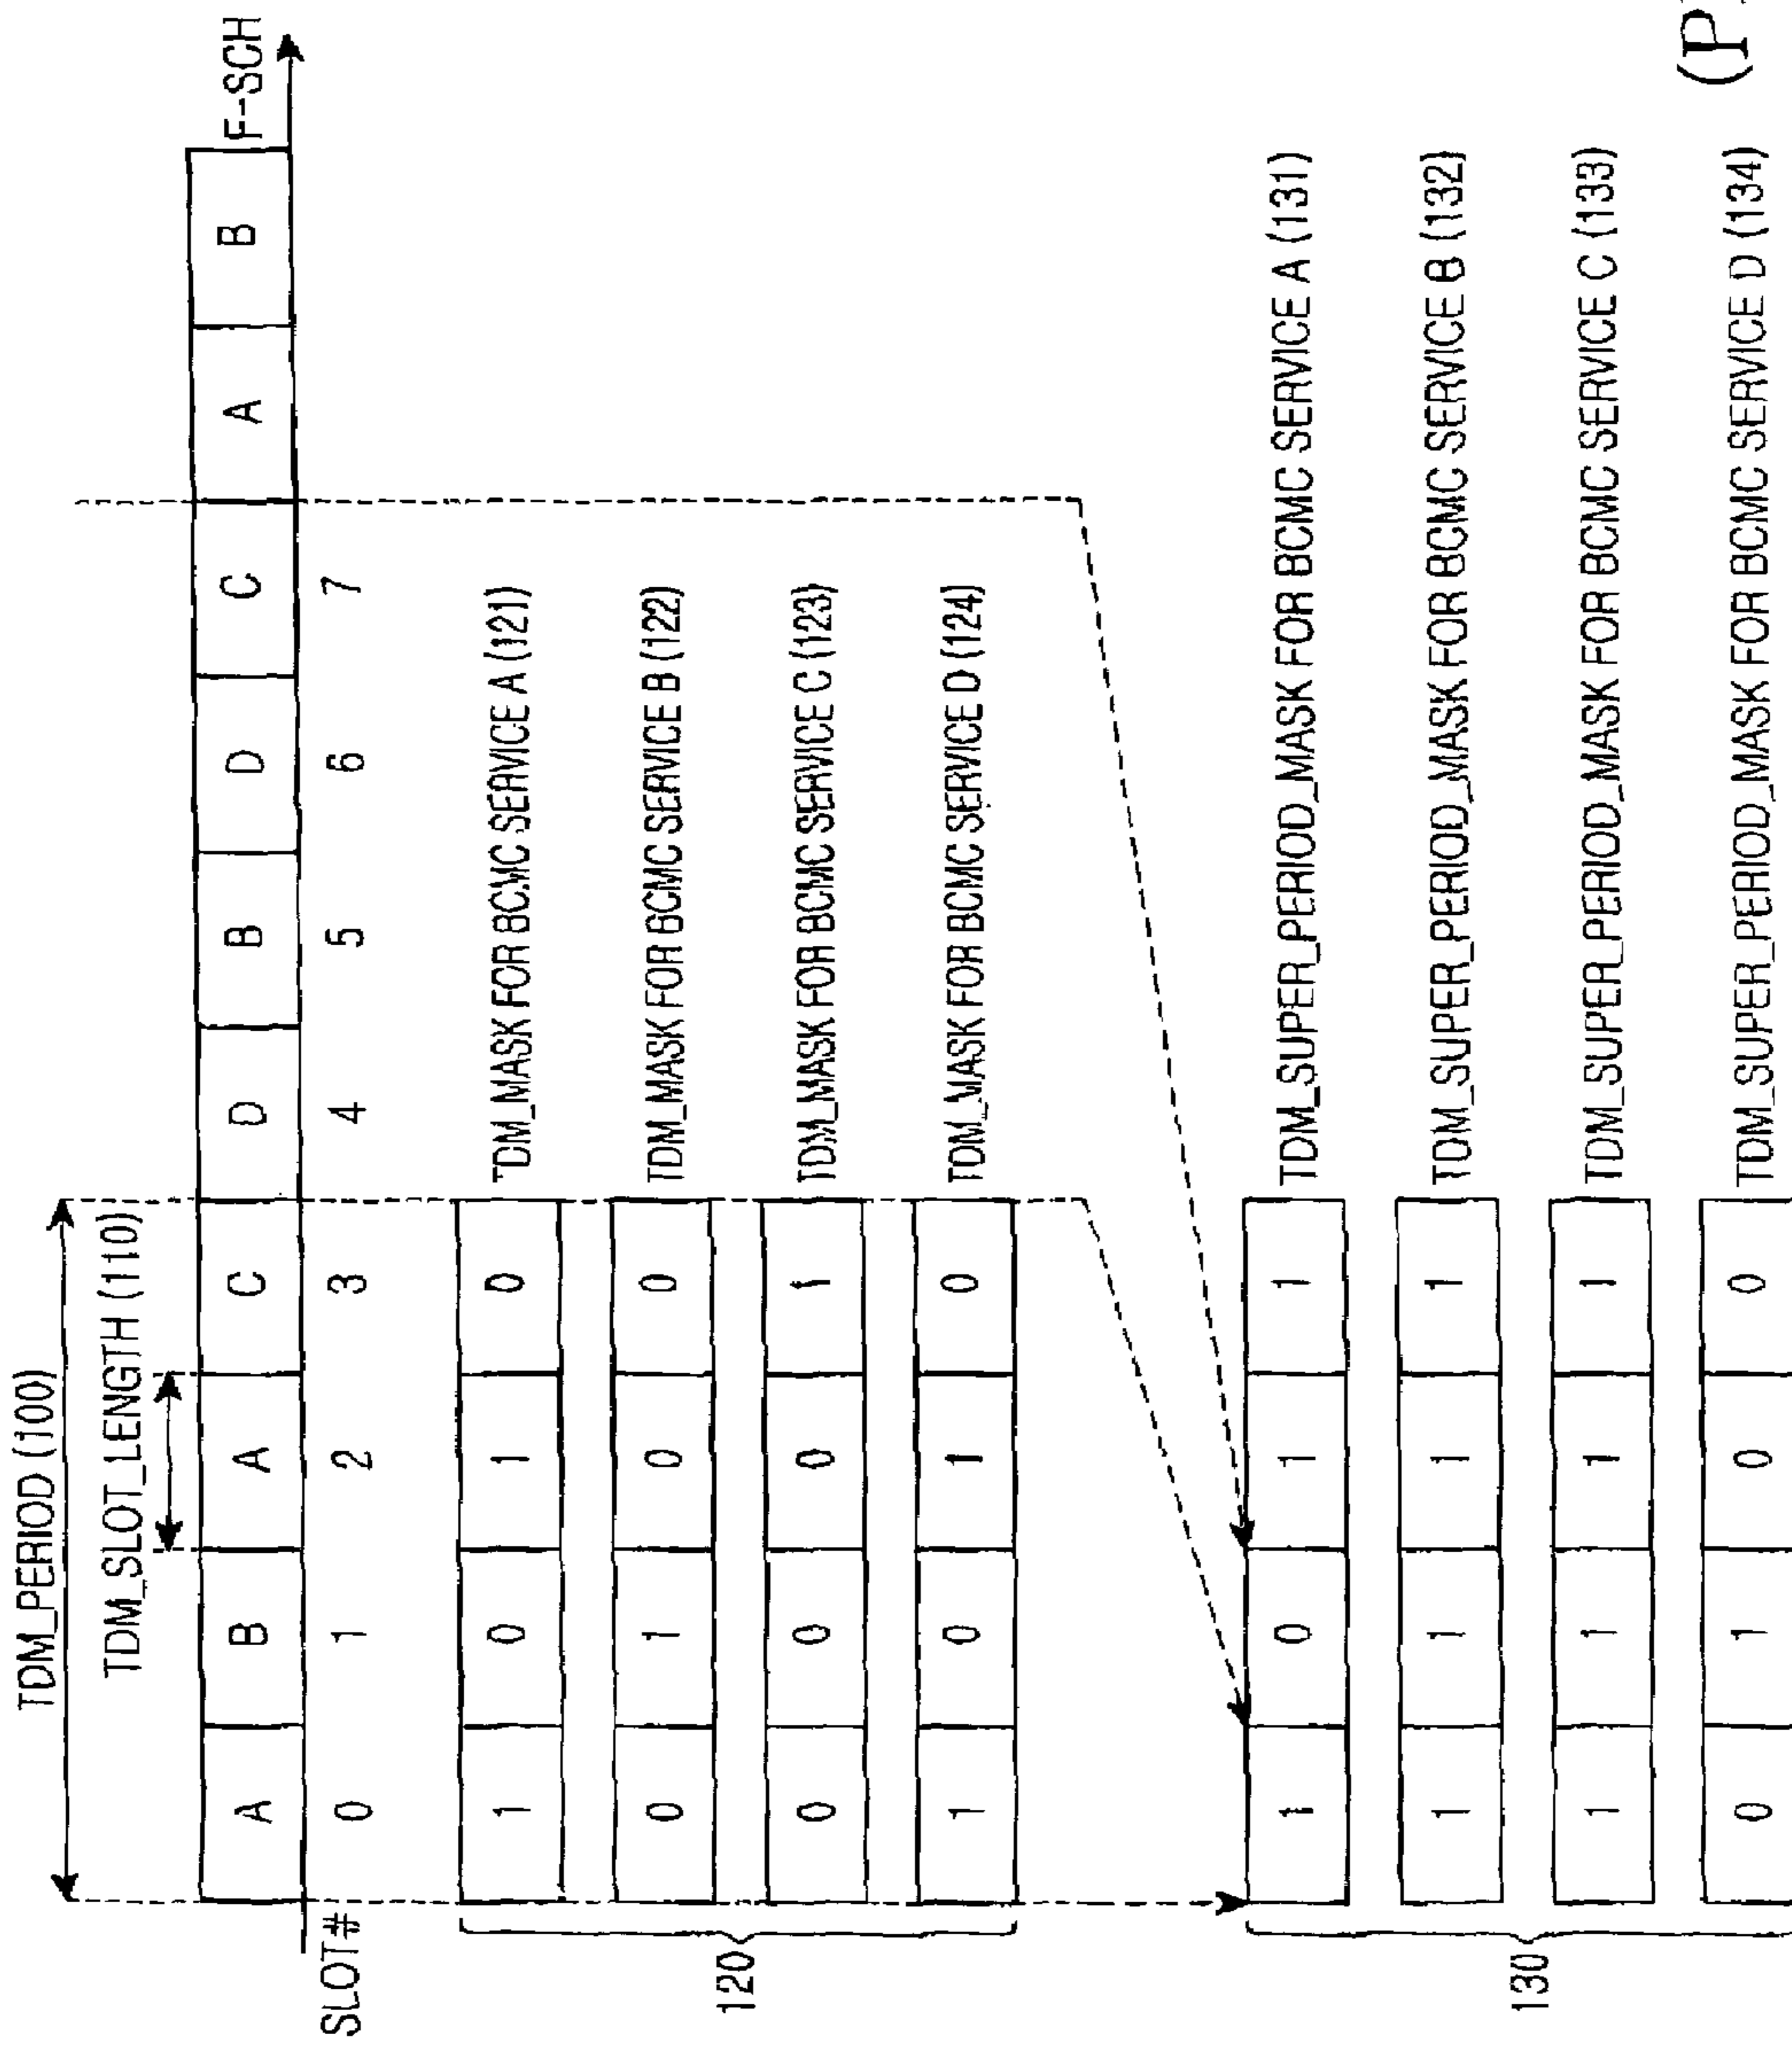 TDM_PERIOD (100)
TDM_SLOT_LENGTH (110)
A B A C D B D C A B F-SCH
SLOT# 0 1 2 3 4 5 6 7
120
1 0 1 0 TDM_MASK FOR BCMC SERVICE A (121)
0 1 0 0 TDM_MASK FOR BCMC SERVICE B (122)
0 0 0 1 TDM_MASK FOR BCMC SERVICE C (123)
1 0 1 0 TDM_MASK FOR BCMC SERVICE D (124)
130
1 0 1 1 TDM_SUPER_PERIOD_MASK FOR BCMC SERVICE A (131)
1 1 1 1 TDM_SUPER_PERIOD_MASK FOR BCMC SERVICE B (132)
1 1 1 1 TDM_SUPER_PERIOD_MASK FOR BCMC SERVICE C (133)
0 1 0 0 TDM_SUPER_PERIOD_MASK FOR BCMC SERVICE D (134)